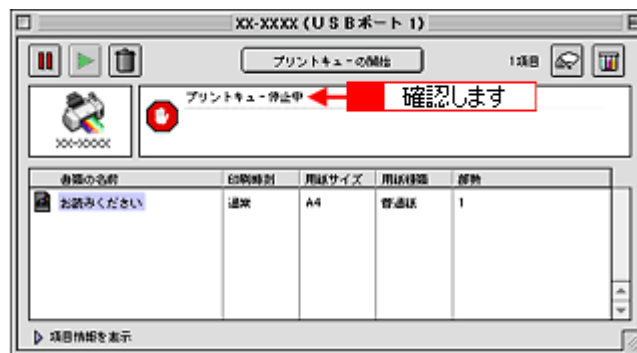 XX-XXXX (USBポート 1)
プリントキューの開始
1項目
プリントキュー停止中
確認します
XX-XXXX
書類の名前 印刷時刻 用紙サイズ 用紙種類 部数
お読みください 通常 A4 普通紙 1
項目情報を表示